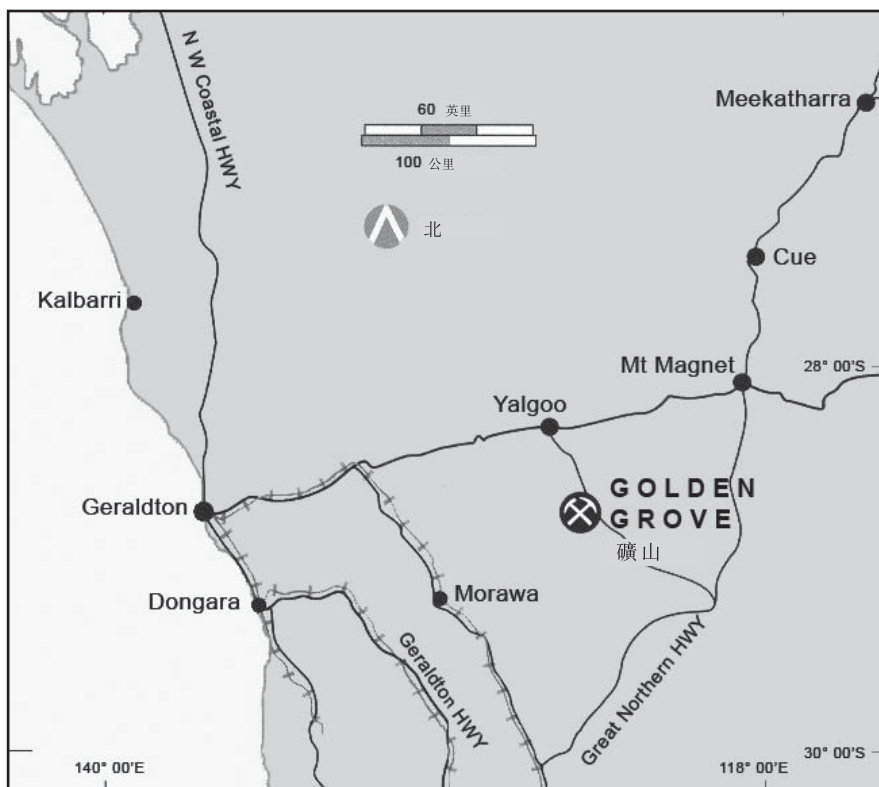 N W Coastal HWY
60 英里
100 公里
北
Meekatharra
Cue
Kalbarri
Mt Magnet
28° 00'S
Yalgoo
Geraldton
GOLDEN
GROVE
礦山
Dongara
Morawa
Geraldton HWY
Great Northern HWY
30° 00'S
140° 00'E
118° 00'E